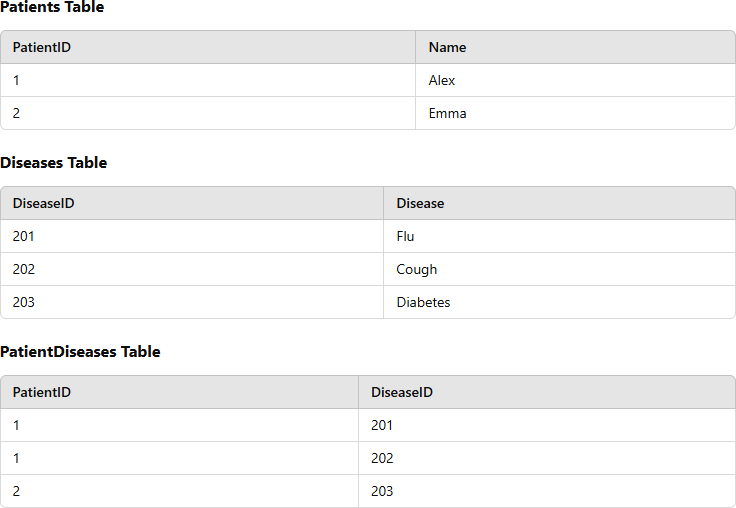 Patients Table
PatientID Name
1 Alex
2 Emma
Diseases Table
DiseaseID Disease
201 Flu
202 Cough
203 Diabetes
PatientDiseases Table
PatientID DiseaseID
1 201
1 202
2 203